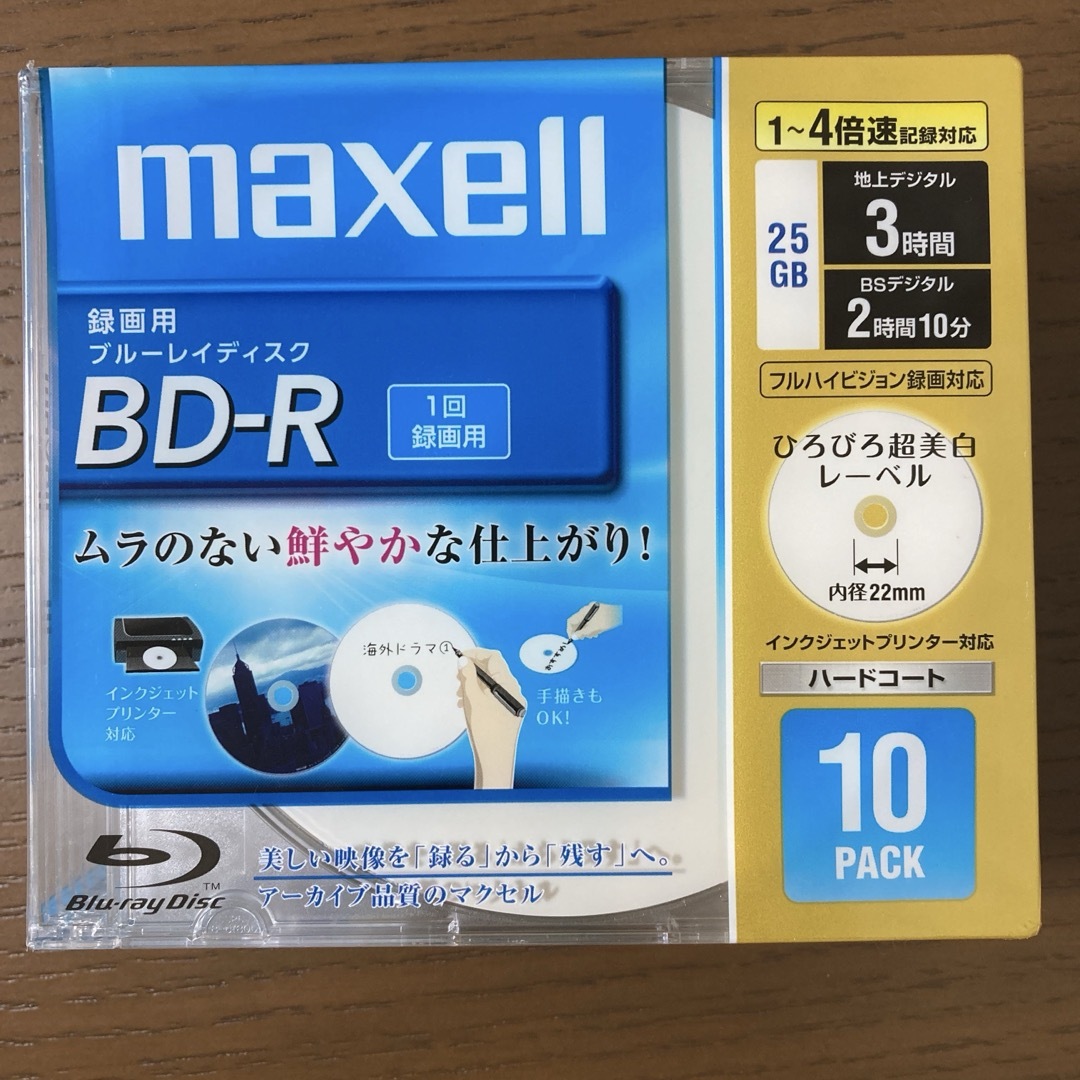 maxell
録画用
ブルーレイディスク
BD-R
1回
録画用
ムラのない鮮やかな仕上がり!
インクジェット
プリンター
対応
海外ドラマ①
手描きも
OK!
Blu-ray Disc
TM
美しい映像を「録る」から「残す」へ。
アーカイブ品質のマクセル
1~4倍速記録対応
25
GB
地上デジタル
3時間
BSデジタル
2時間10分
フルハイビジョン録画対応
ひろびろ超美白
レーベル
内径22mm
インクジェットプリンター対応
ハードコート
10
PACK